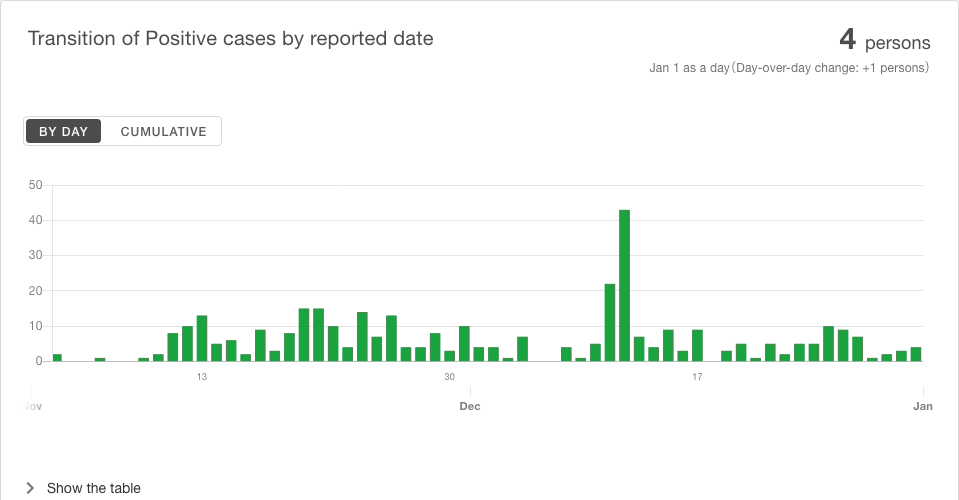 Transition of Positive cases by reported date
4 persons
Jan 1 as a day(Day-over-day change: +1 persons)
BY DAY
CUMULATIVE
50
40
30
20
10
0
13
30
17
ov
Dec
Jan
Show the table